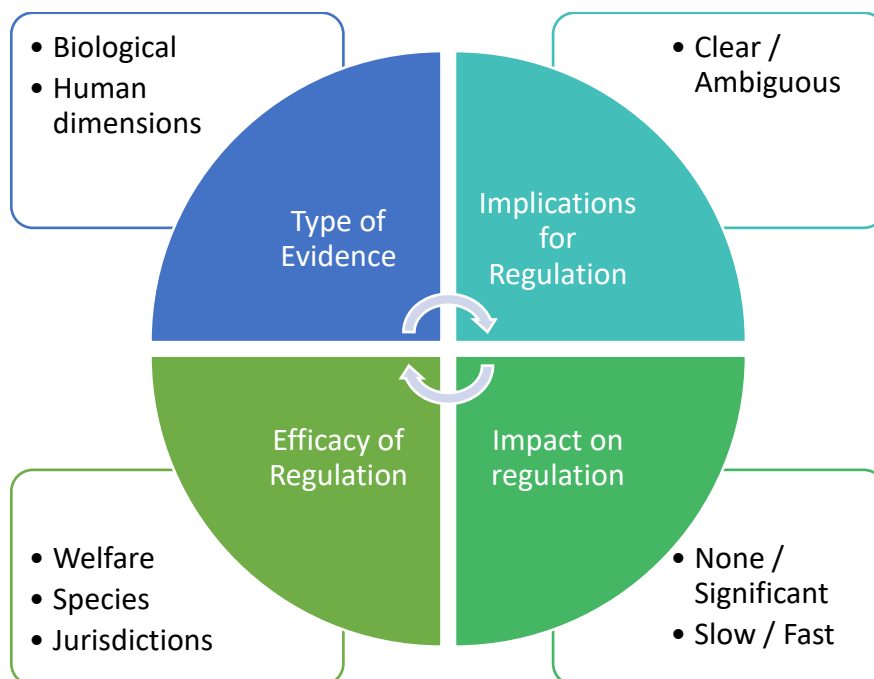 • Biological
• Human
dimensions
• Clear /
Ambiguous
Type of
Evidence
Implications
for
Regulation
Efficacy of
Regulation
Impact on
regulation
• Welfare
• Species
• Jurisdictions
• None /
Significant
• Slow / Fast